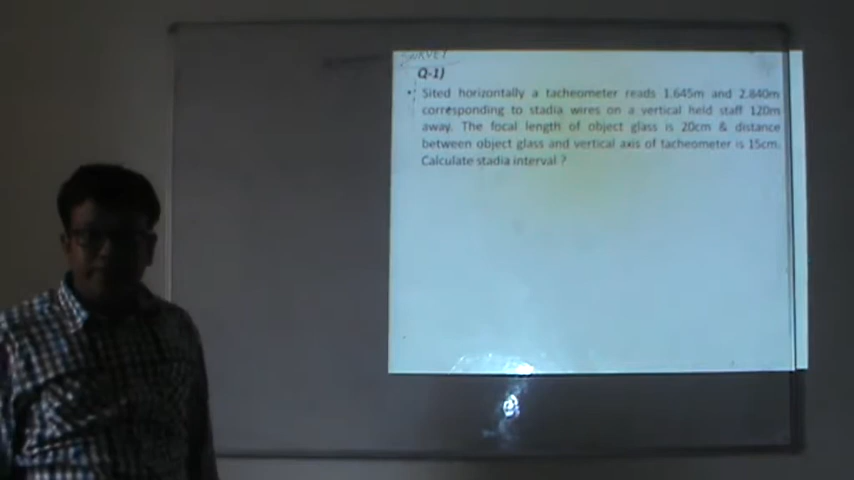 SURVEY
Q-1)
• Sited horizontally a tacheometer reads 1.645m and 2.840m
corresponding to stadia wires on a vertical held staff 120m
away. The focal length of object glass is 20cm & distance
between object glass and vertical axis of tacheometer is 15cm.
Calculate stadia interval ?